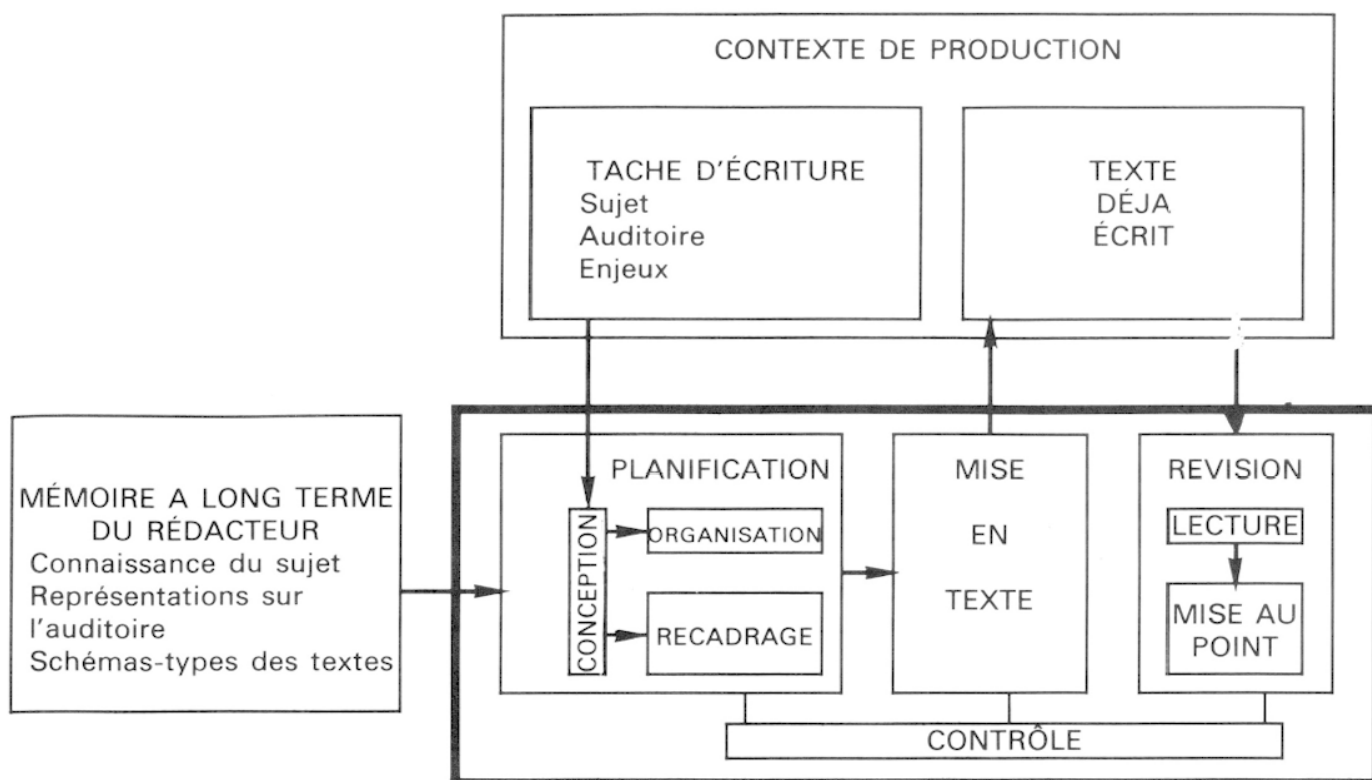 CONTEXTE DE PRODUCTION
TACHE D'ÉCRITURE
Sujet
Auditoire
Enjeux
TEXTE
DÉJA
ÉCRIT
MÉMOIRE A LONG TERME
DU RÉDACTEUR
Connaissance du sujet
Représentations sur
l'auditoire
Schémas-types des textes
PLANIFICATION
CONCEPTION
ORGANISATION
RECADRAGE
MISE
EN
TEXTE
REVISION
LECTURE
MISE AU
POINT
CONTRÔLE